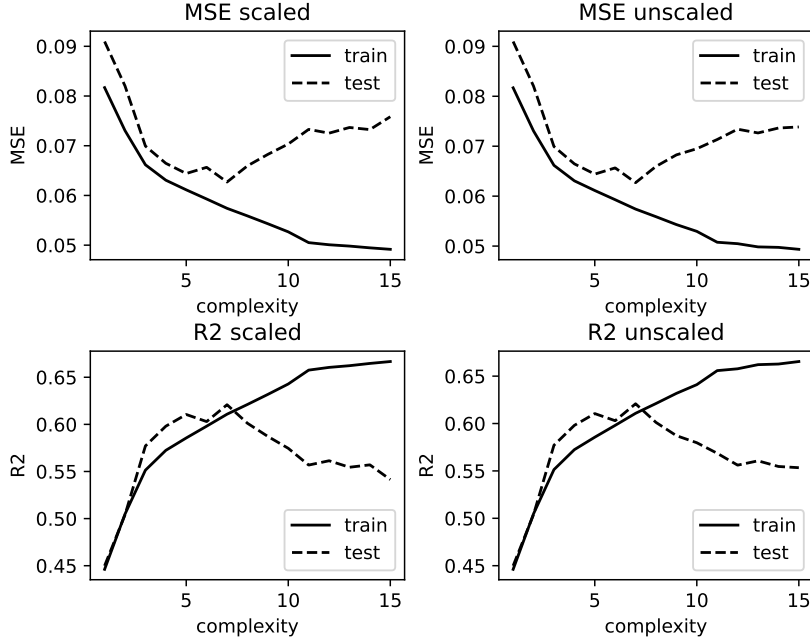 MSE scaled
MSE
0.09
0.08
0.07
0.06
0.05
train
test
5
10
15
complexity
MSE unscaled
MSE
0.09
0.08
0.07
0.06
0.05
train
test
5
10
15
complexity
R2 scaled
R2
0.65
0.60
0.55
0.50
0.45
train
test
5
10
15
complexity
R2 unscaled
R2
0.65
0.60
0.55
0.50
0.45
train
test
5
10
15
complexity